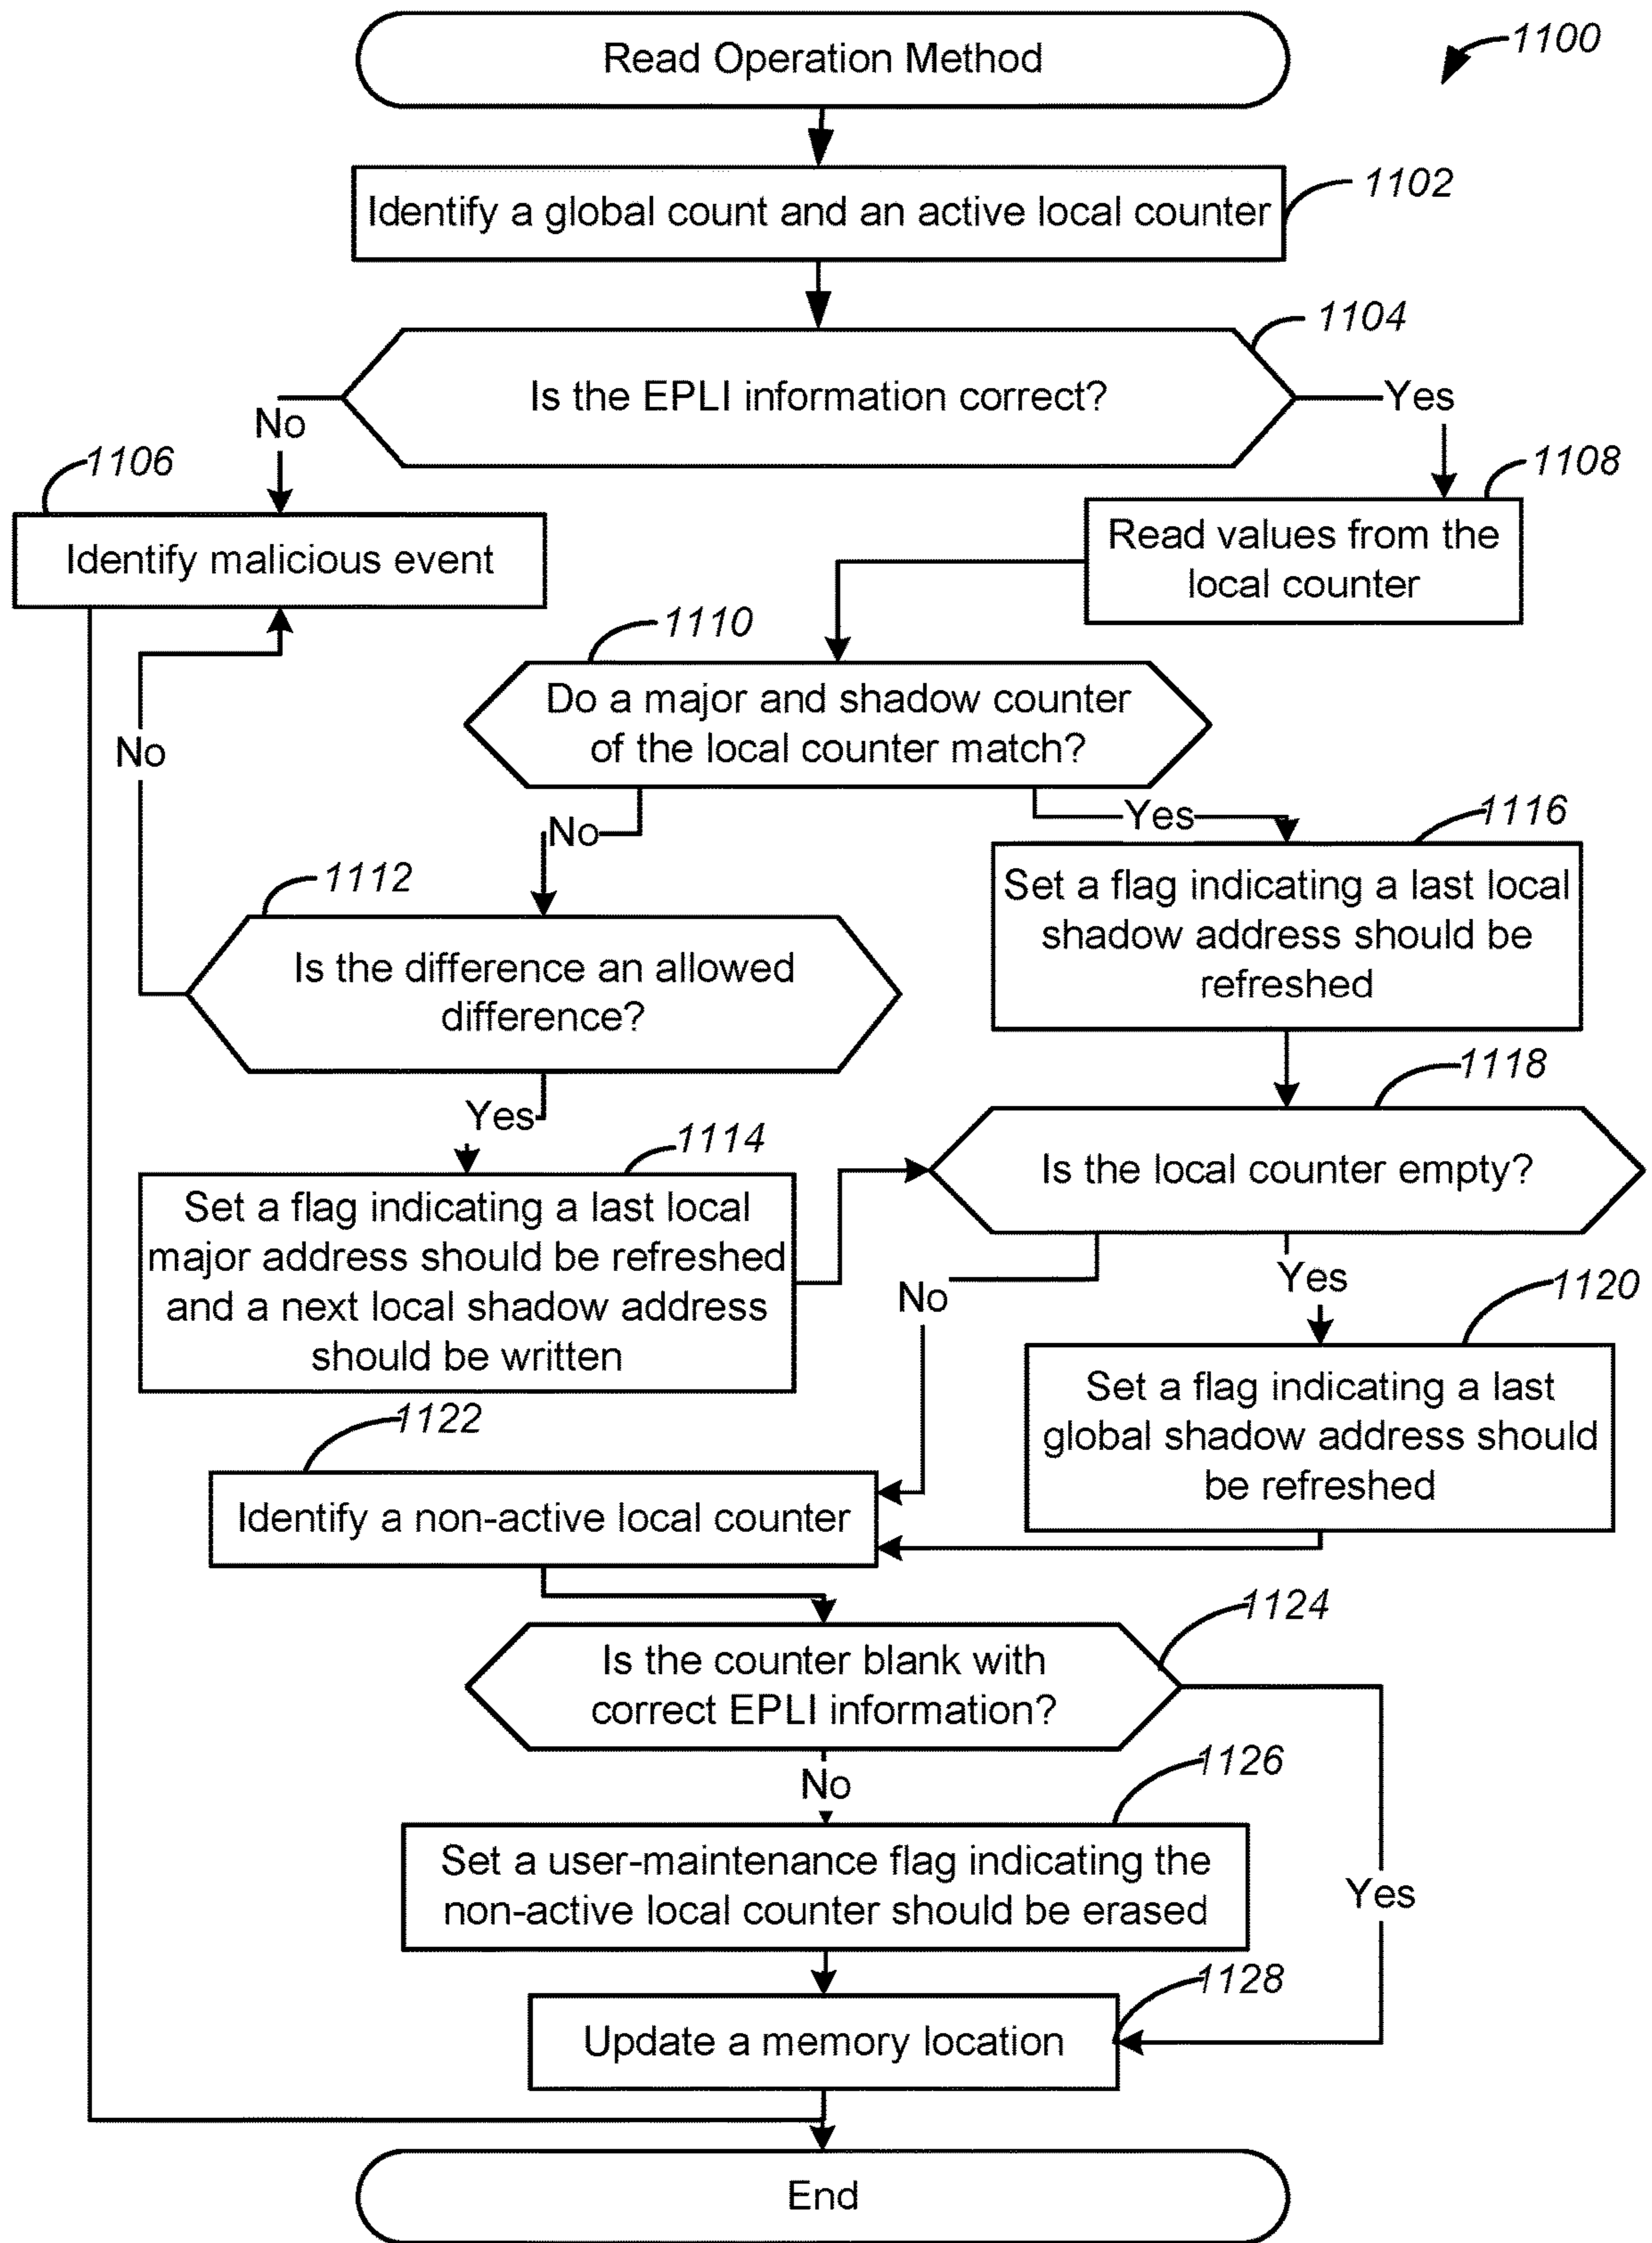 Read Operation Method
1100
Identify a global count and an active local counter
1102
1104
Is the EPLI information correct?
No
Yes
1106
Identify malicious event
1108
Read values from the
local counter
1110
Do a major and shadow counter
of the local counter match?
No
No
Yes
1112
Is the difference an allowed
difference?
1116
Set a flag indicating a last local
shadow address should be
refreshed
Yes
1114
Set a flag indicating a last local
major address should be refreshed
and a next local shadow address
should be written
1118
Is the local counter empty?
No
Yes
1120
Set a flag indicating a last
global shadow address should
be refreshed
1122
Identify a non-active local counter
1124
Is the counter blank with
correct EPLI information?
No
Yes
1126
Set a user-maintenance flag indicating the
non-active local counter should be erased
1128
Update a memory location
End